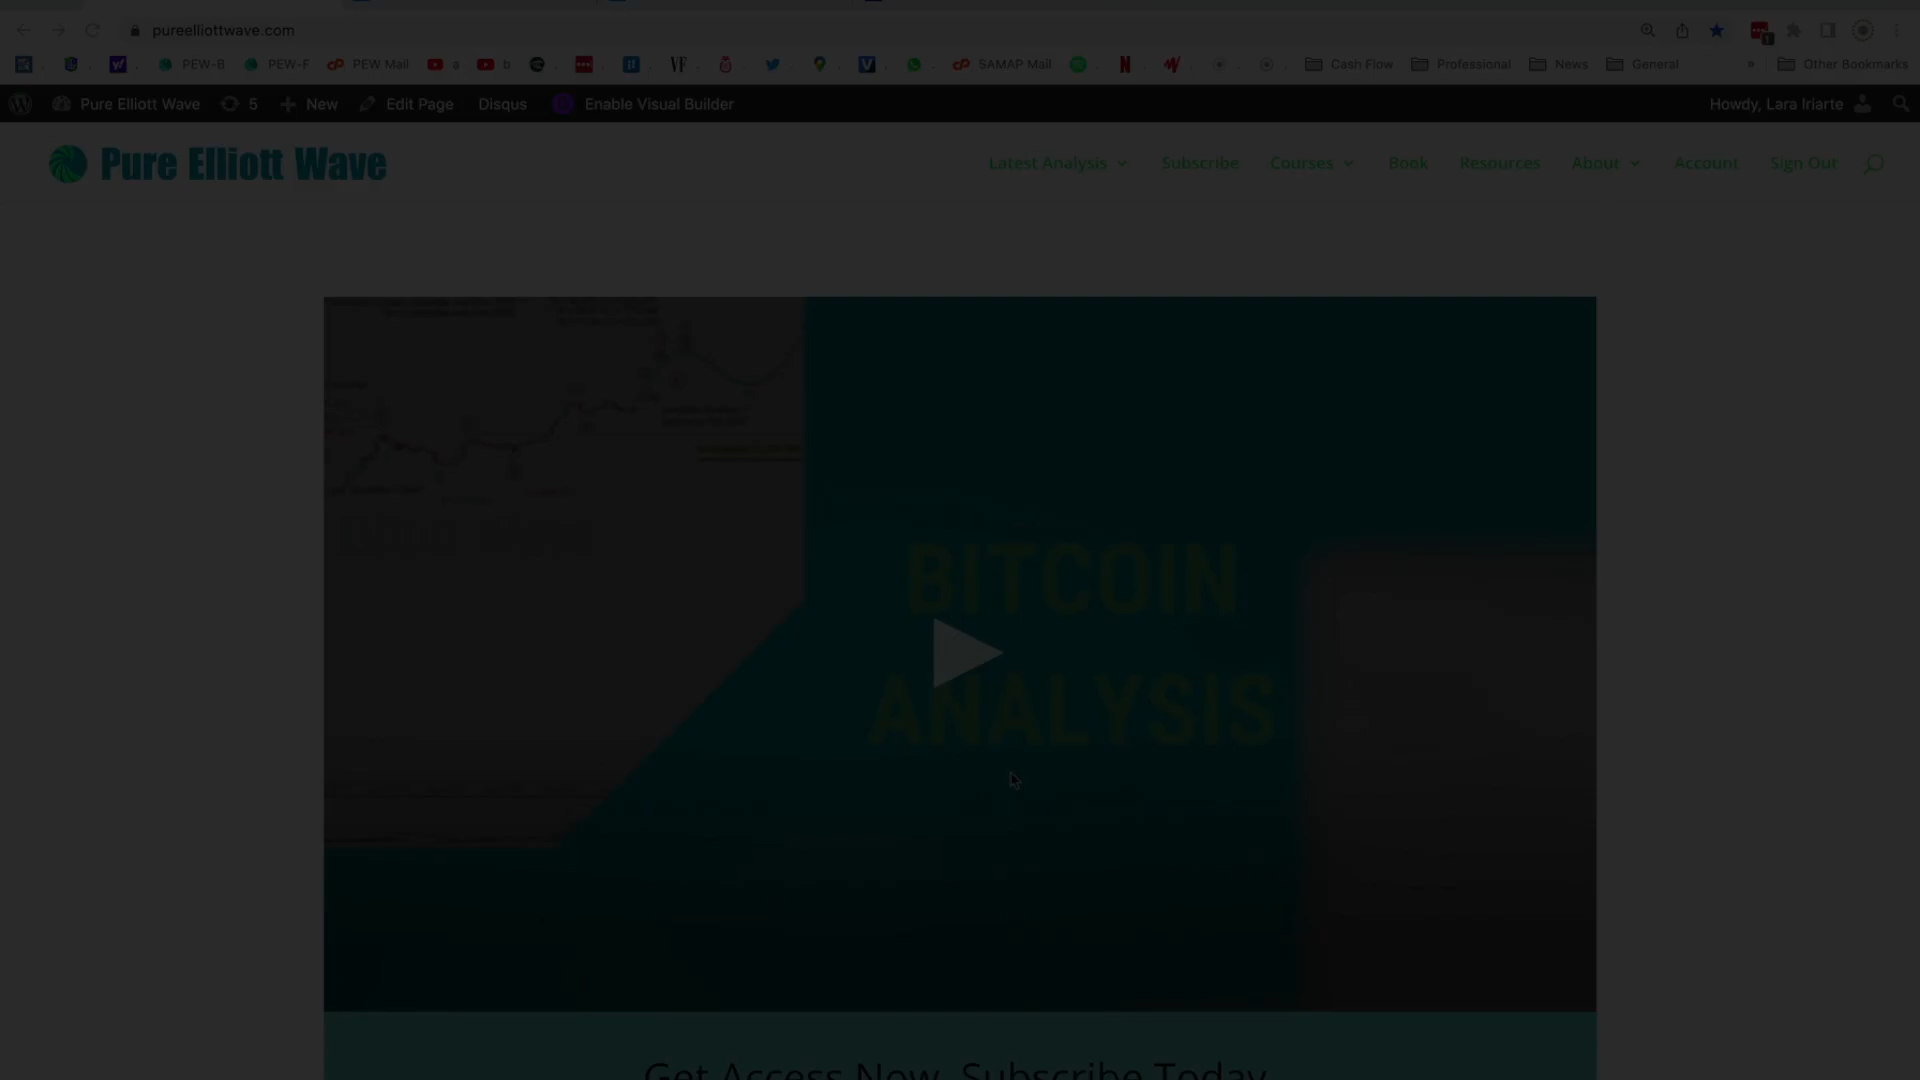 pureelliottwave.com
PEW-B PEW-F PEW Mail a b SAMAP Mail Cash Flow Professional News General » Other Bookmarks
Pure Elliott Wave 5 New Edit Page Disqus Enable Visual Builder Howdy, Lara Iriarte
Pure Elliott Wave Latest Analysis Subscribe Courses Book Resources About Account Sign Out
BITCOIN
ANALYSIS
Get Access Now. Subscribe Today